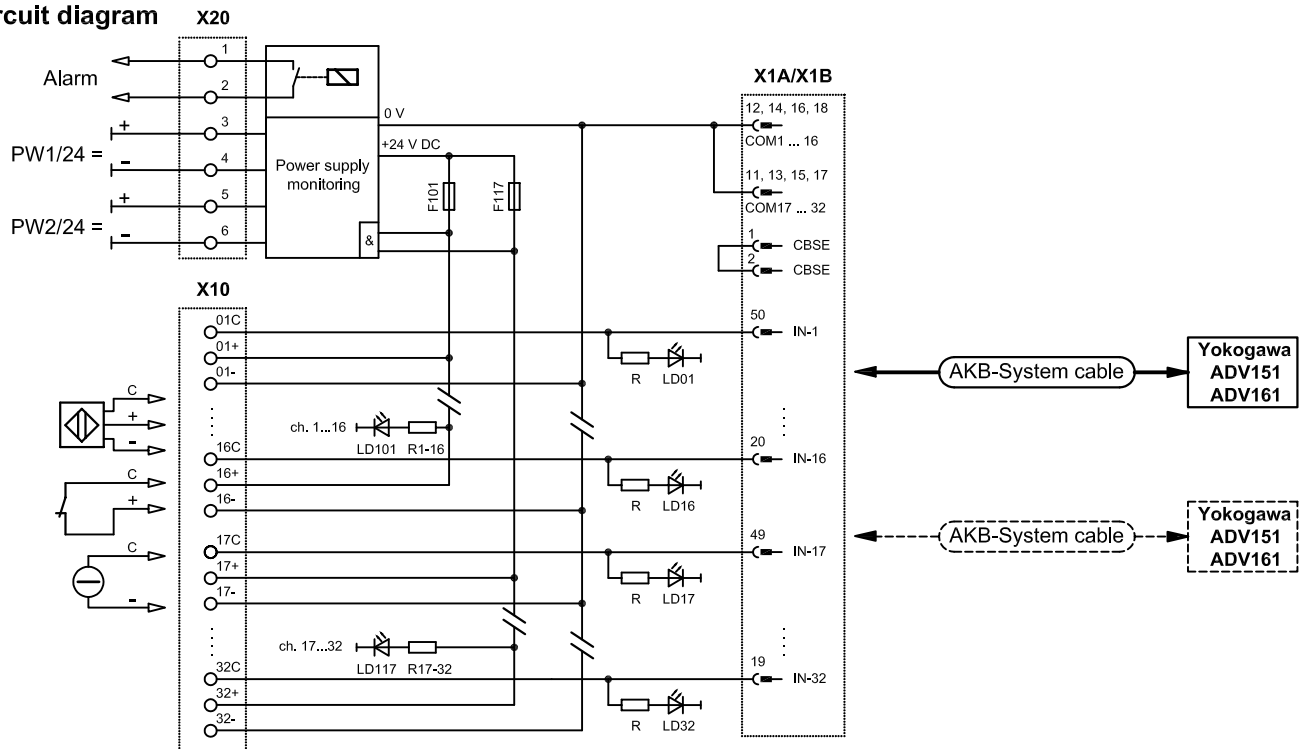 rcuit diagram
X20
Alarm
1
2
PW1/24 =
+
-
3
4
PW2/24 =
+
-
5
6
Power supply
monitoring
&
0 V
+24 V DC
F101
F117
X1A/X1B
12, 14, 16, 18
COM1 ... 16
11, 13, 15, 17
COM17 ... 32
1
CBSE
2
CBSE
50
IN-1
20
IN-16
49
IN-17
19
IN-32
X10
01C
01+
01-
16C
16+
16-
17C
17+
17-
32C
32+
32-
C
+
-
C
+
C
-
ch. 1...16
LD101 R1-16
ch. 17...32
LD117 R17-32
R LD01
R LD16
R LD17
R LD32
AKB-System cable
Yokogawa
ADV151
ADV161
AKB-System cable
Yokogawa
ADV151
ADV161